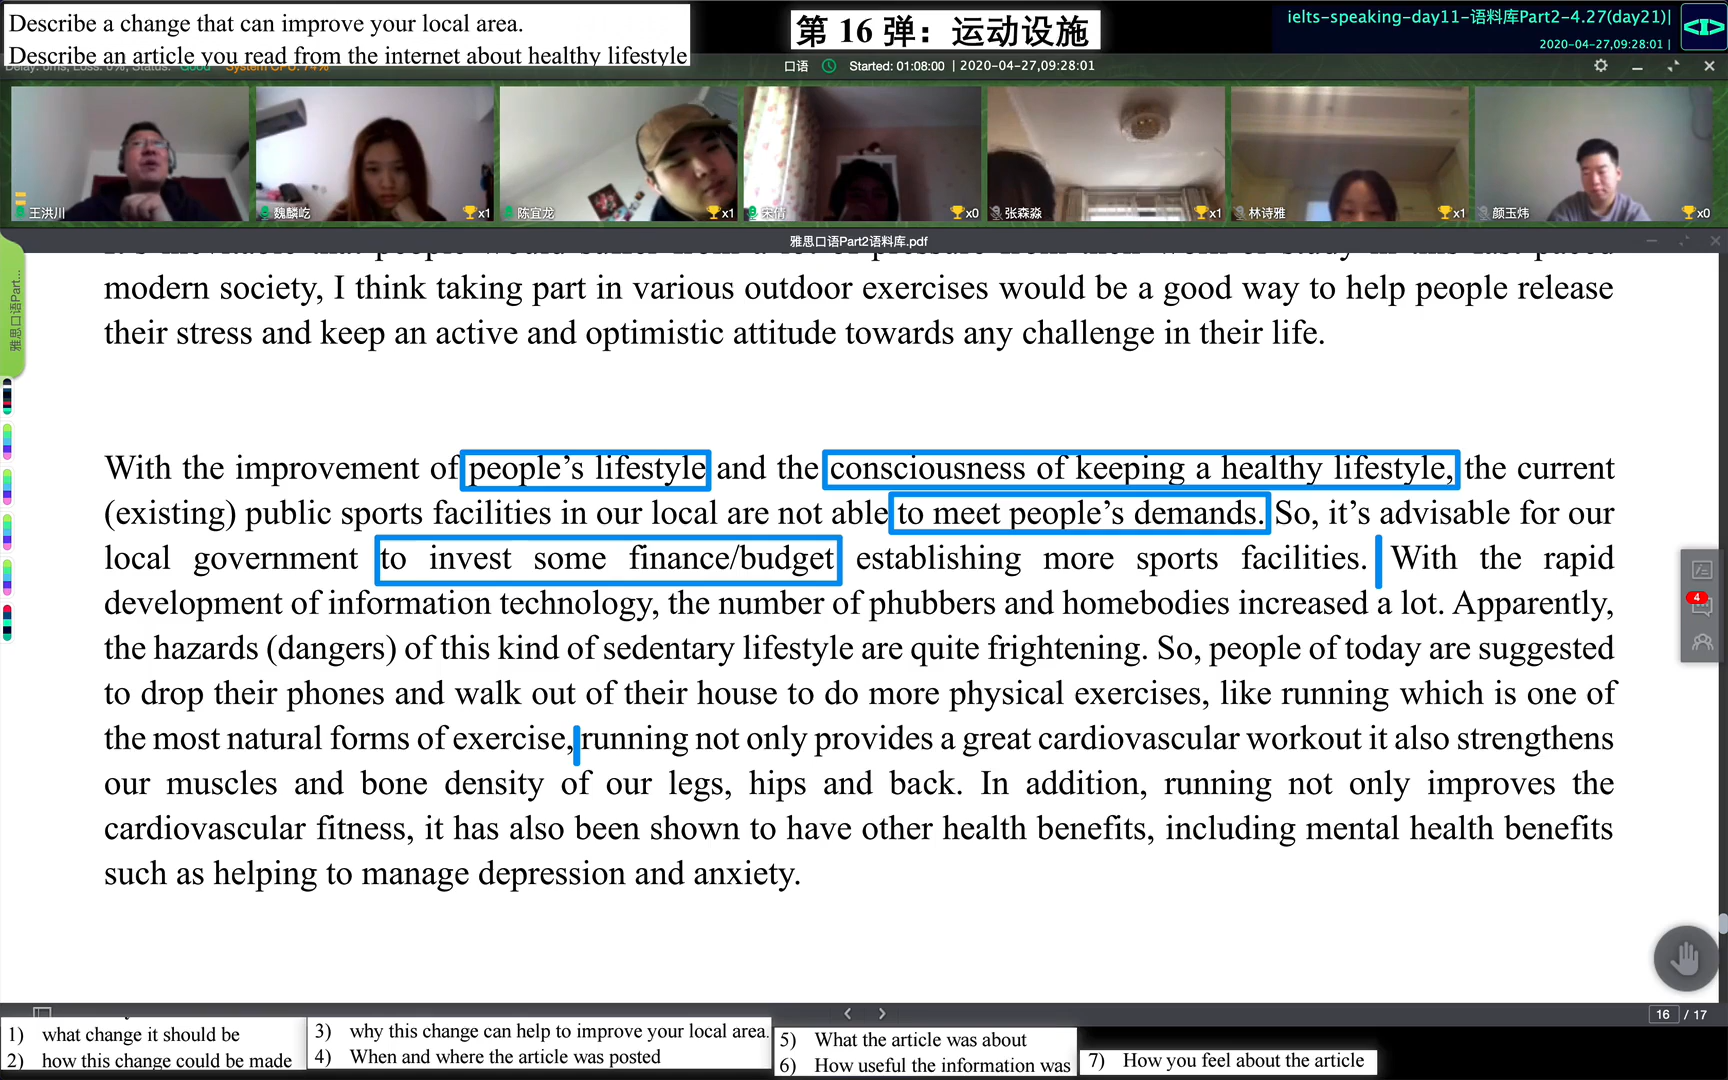 Describe a change that can improve your local area.
Describe an article you read from the internet about healthy lifestyle
第 16 弹：运动设施
ielts-speaking-day11-语料库Part2-4.27(day21)|
2020-04-27,09:28:01 |
口语 Started: 01:08:00 | 2020-04-27,09:28:01
王洪川
魏麟屹 x1
陈宜龙 x1
宋倩 x0
张森淼 x1
林诗雅 x1
颜玉炜 x0
雅思口语Part2语料库.pdf
雅思口语Part...
modern society, I think taking part in various outdoor exercises would be a good way to help people release
their stress and keep an active and optimistic attitude towards any challenge in their life.
With the improvement of people's lifestyle and the consciousness of keeping a healthy lifestyle, the current
(existing) public sports facilities in our local are not able to meet people's demands. So, it's advisable for our
local government to invest some finance/budget establishing more sports facilities. With the rapid
development of information technology, the number of phubbers and homebodies increased a lot. Apparently,
the hazards (dangers) of this kind of sedentary lifestyle are quite frightening. So, people of today are suggested
to drop their phones and walk out of their house to do more physical exercises, like running which is one of
the most natural forms of exercise, running not only provides a great cardiovascular workout it also strengthens
our muscles and bone density of our legs, hips and back. In addition, running not only improves the
cardiovascular fitness, it has also been shown to have other health benefits, including mental health benefits
such as helping to manage depression and anxiety.
4
16 / 17
1) what change it should be
2) how this change could be made
3) why this change can help to improve your local area.
4) When and where the article was posted
5) What the article was about
6) How useful the information was
7) How you feel about the article